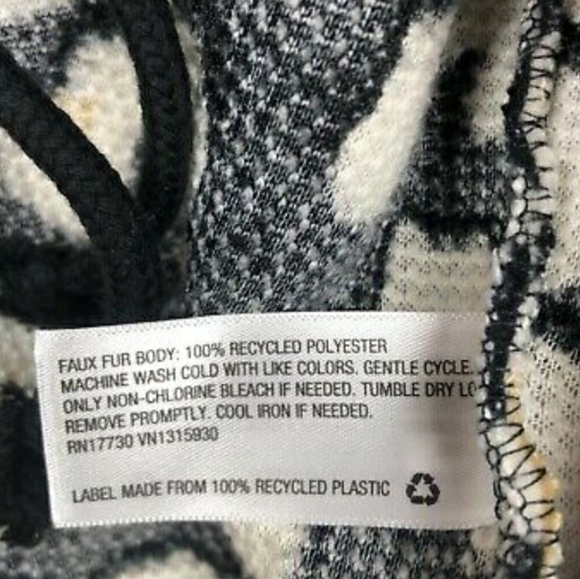 FAUX FUR BODY: 100% RECYCLED POLYESTER
MACHINE WASH COLD WITH LIKE COLORS. GENTLE CYCLE.
ONLY NON-CHLORINE BLEACH IF NEEDED. TUMBLE DRY LO
REMOVE PROMPTLY. COOL IRON IF NEEDED.
RN17730 VN1315930
LABEL MADE FROM 100% RECYCLED PLASTIC